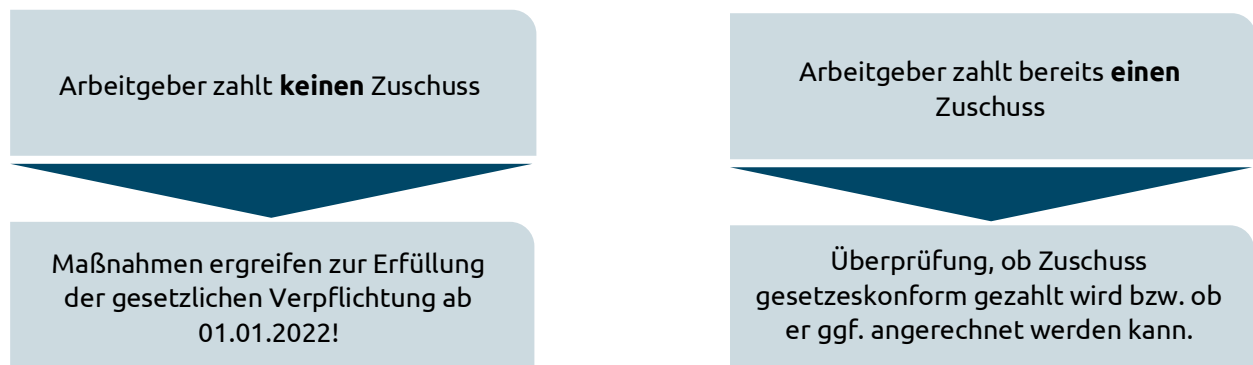 Arbeitgeber zahlt keinen Zuschuss
Maßnahmen ergreifen zur Erfüllung
der gesetzlichen Verpflichtung ab
01.01.2022!
Arbeitgeber zahlt bereits einen
Zuschuss
Überprüfung, ob Zuschuss
gesetzeskonform gezahlt wird bzw. ob
er ggf. angerechnet werden kann.